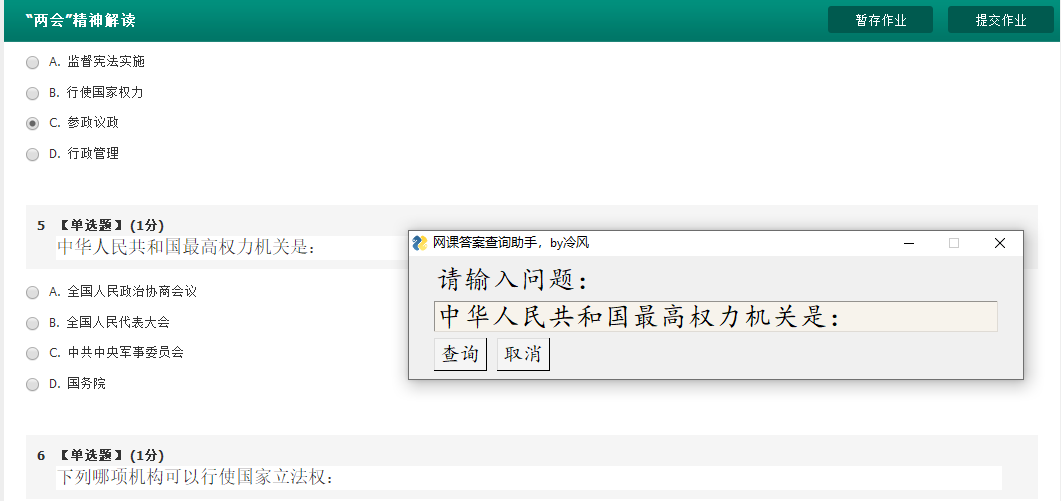 “两会”精神解读
暂存作业
提交作业
A. 监督宪法实施
B. 行使国家权力
C. 参政议政
D. 行政管理
5 【单选题】(1分)
中华人民共和国最高权力机关是:
A. 全国人民政治协商会议
B. 全国人民代表大会
C. 中共中央军事委员会
D. 国务院
网课答案查询助手，by冷风
请输入问题:
中华人民共和国最高权力机关是:
查询
取消
6 【单选题】(1分)
下列哪项机构可以行使国家立法权: